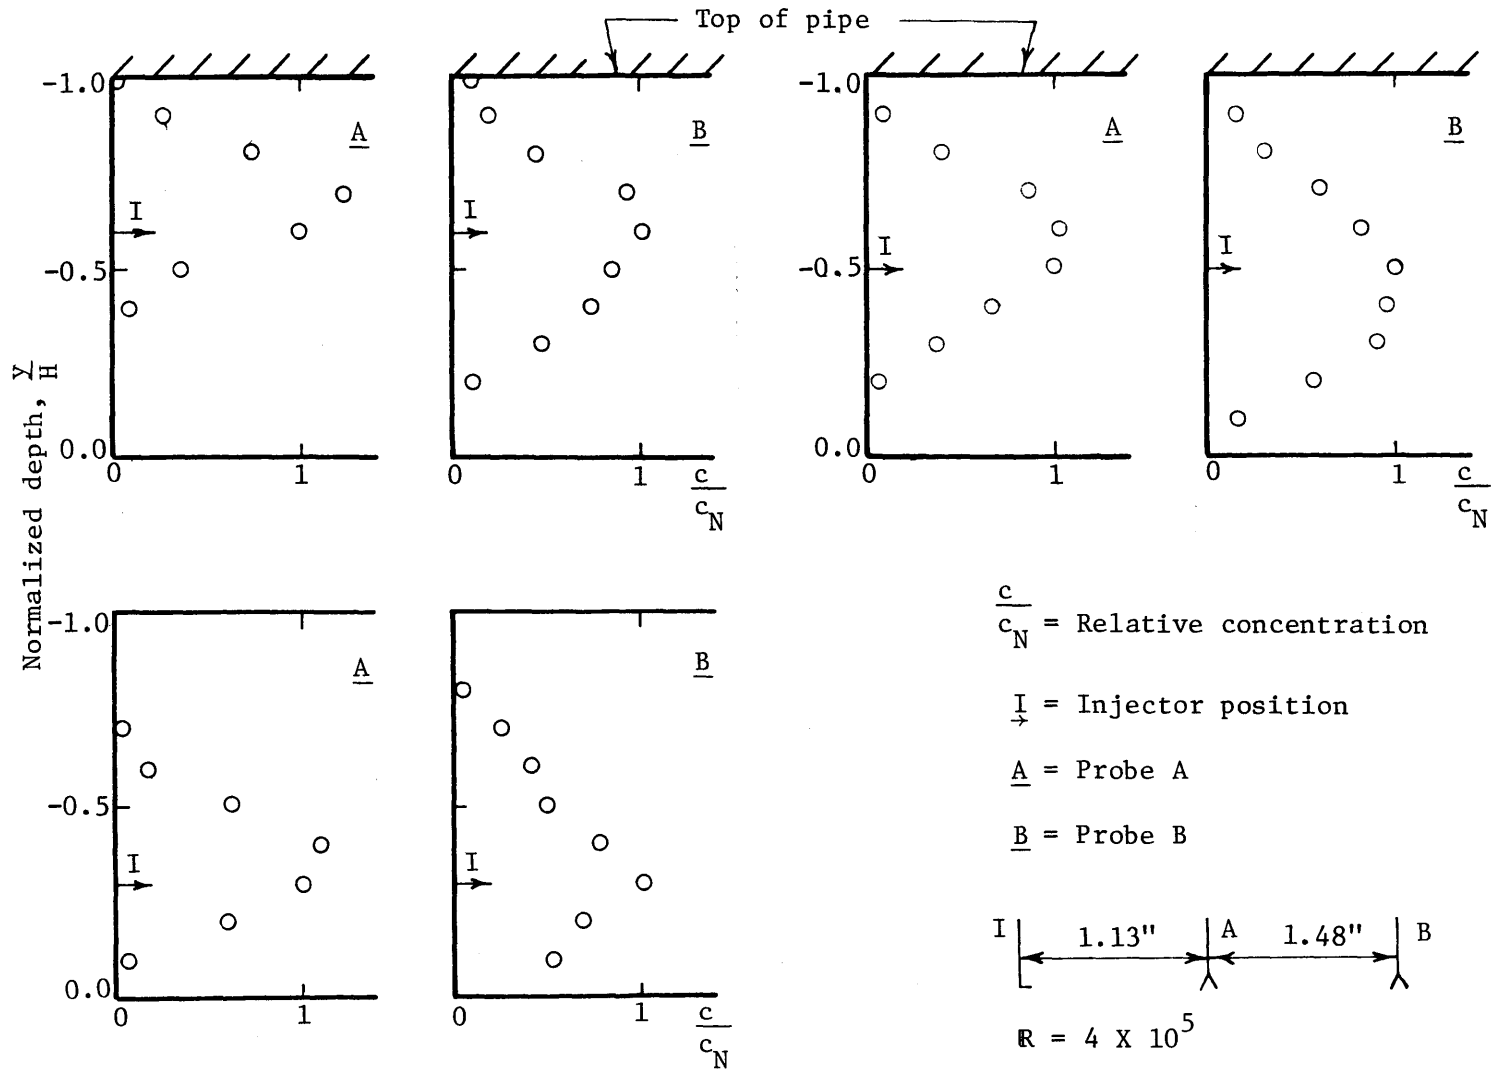 Top of pipe
-1.0
A
B
-1.0
A
B
I
I
I
I
-0.5
-0.5
0.0
0.0
0
1
0
1
c
c_N
0
1
0
1
c
c_N
Normalized depth, y/H
-1.0
A
B
-0.5
I
I
0.0
0
1
0
1
c
c_N
c/c_N = Relative concentration
I = Injector position
A = Probe A
B = Probe B
I
1.13"
A
1.48"
B
R = 4 X 10^5